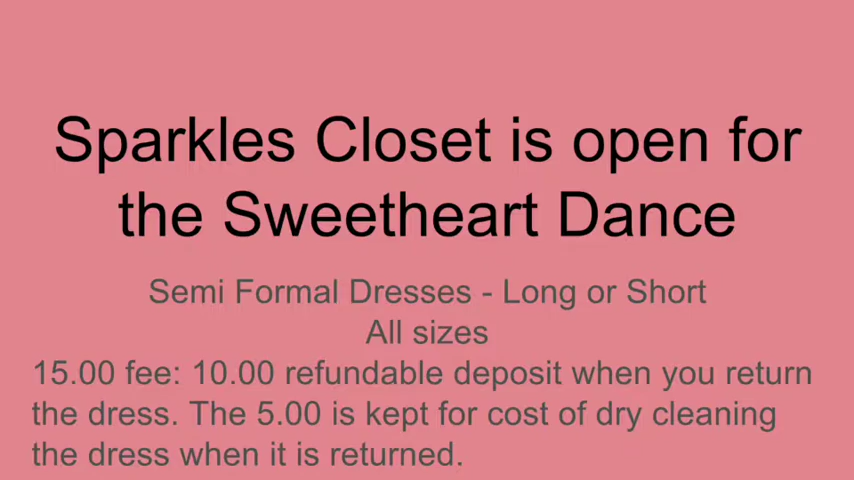 Sparkles Closet is open for
the Sweetheart Dance
Semi Formal Dresses - Long or Short
All sizes
15.00 fee: 10.00 refundable deposit when you return
the dress. The 5.00 is kept for cost of dry cleaning
the dress when it is returned.